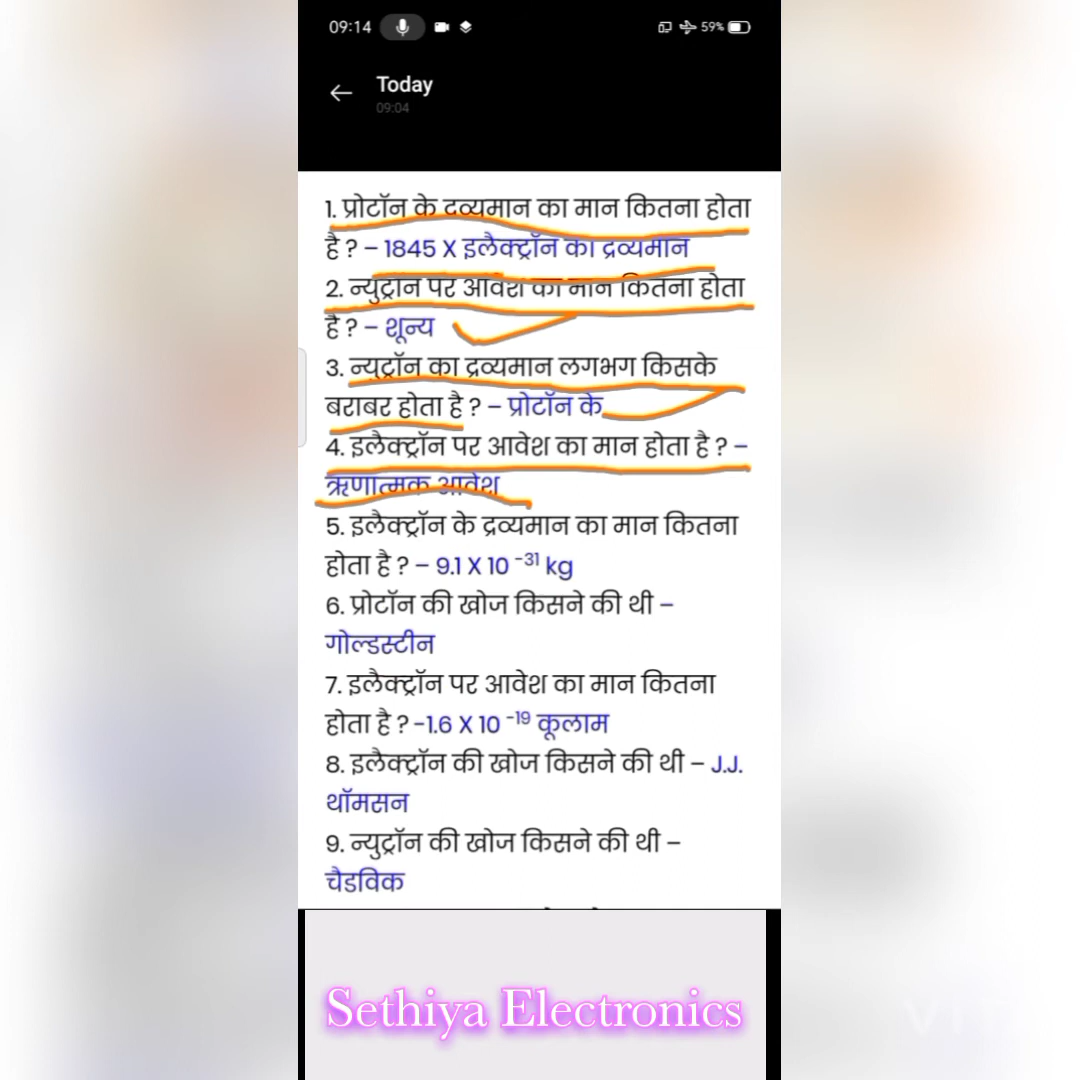 09:14 59%
Today
09:04
1. प्रोटॉन के द्रव्यमान का मान कितना होता
है ? – 1845 X इलैक्ट्रॉन का द्रव्यमान
2. न्युट्रॉन पर आवेश का मान कितना होता
है ? – शून्य
3. न्युट्रॉन का द्रव्यमान लगभग किसके
बराबर होता है ? – प्रोटॉन के
4. इलैक्ट्रॉन पर आवेश का मान होता है ? –
ऋणात्मक आवेश
5. इलैक्ट्रॉन के द्रव्यमान का मान कितना
होता है ? – 9.1 X 10 ⁻³¹ kg
6. प्रोटॉन की खोज किसने की थी –
गोल्डस्टीन
7. इलैक्ट्रॉन पर आवेश का मान कितना
होता है ? -1.6 X 10 ⁻¹⁹ कूलाम
8. इलैक्ट्रॉन की खोज किसने की थी – J.J.
थॉमसन
9. न्युट्रॉन की खोज किसने की थी –
चैडविक
Sethiya Electronics